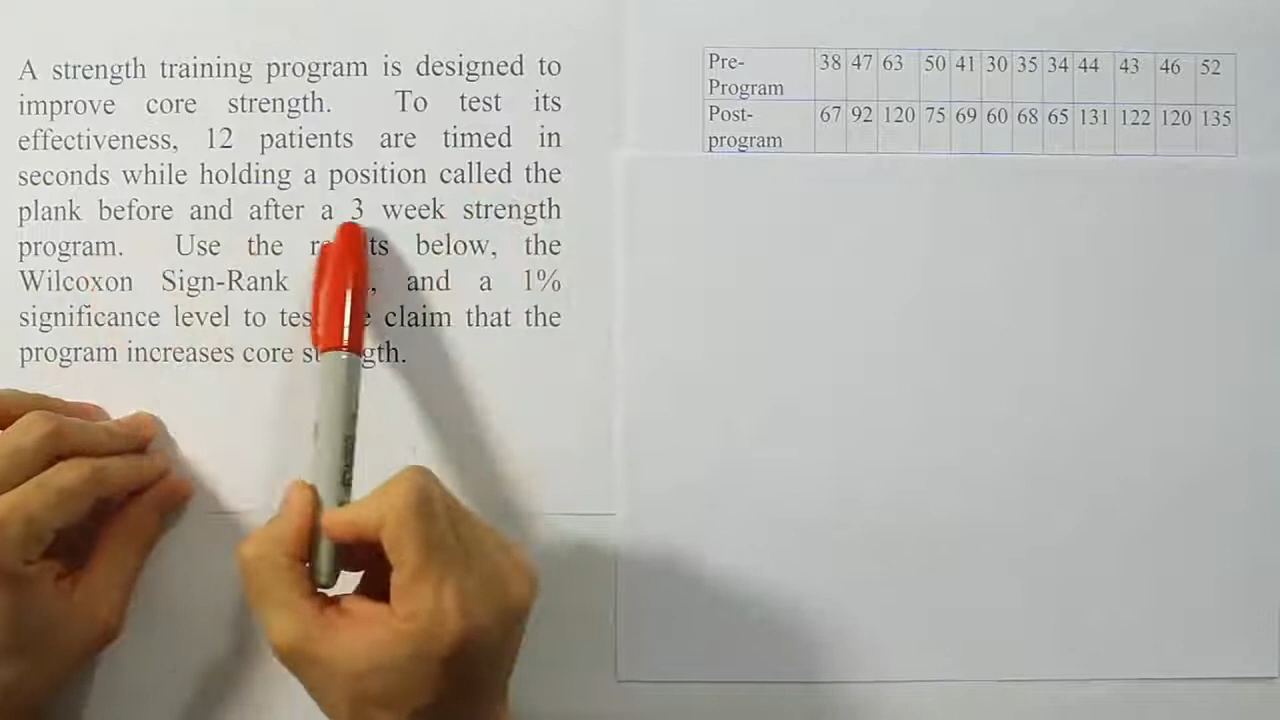 A strength training program is designed to
improve core strength. To test its
effectiveness, 12 patients are timed in
seconds while holding a position called the
plank before and after a 3 week strength
program. Use the below, the
Wilcoxon Sign-Rank and a 1%
significance level to claim that the
program increases core
Pre-Program 38 47 63 50 41 30 35 34 44 43 46 52
Post-program 67 92 120 75 69 60 68 65 131 122 120 135